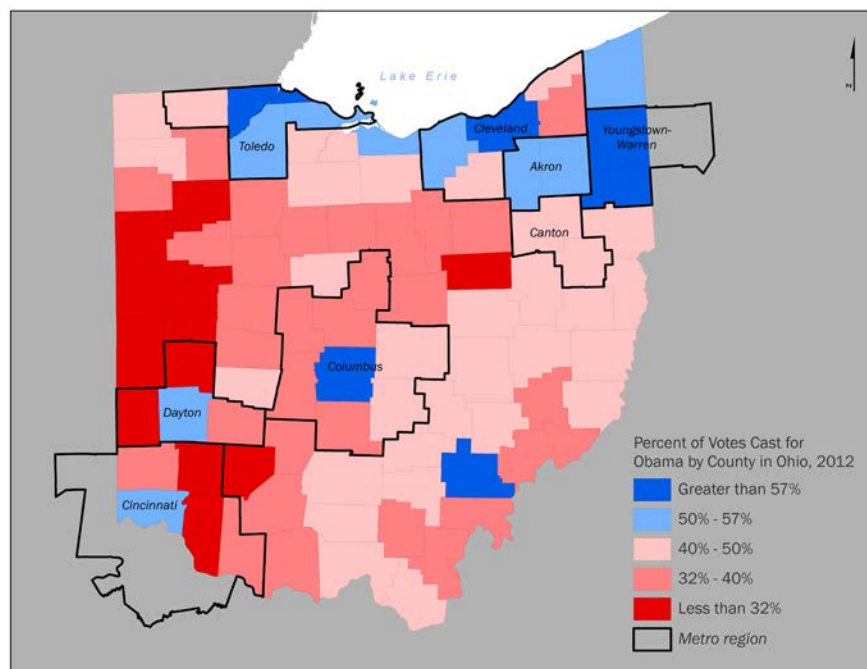 Lake Erie
z
Cleveland
Youngstown-
Warren
Toledo
Akron
Canton
Columbus
Dayton
Cincinnati
Percent of Votes Cast for
Obama by County in Ohio, 2012
Greater than 57%
50% - 57%
40% - 50%
32% - 40%
Less than 32%
Metro region